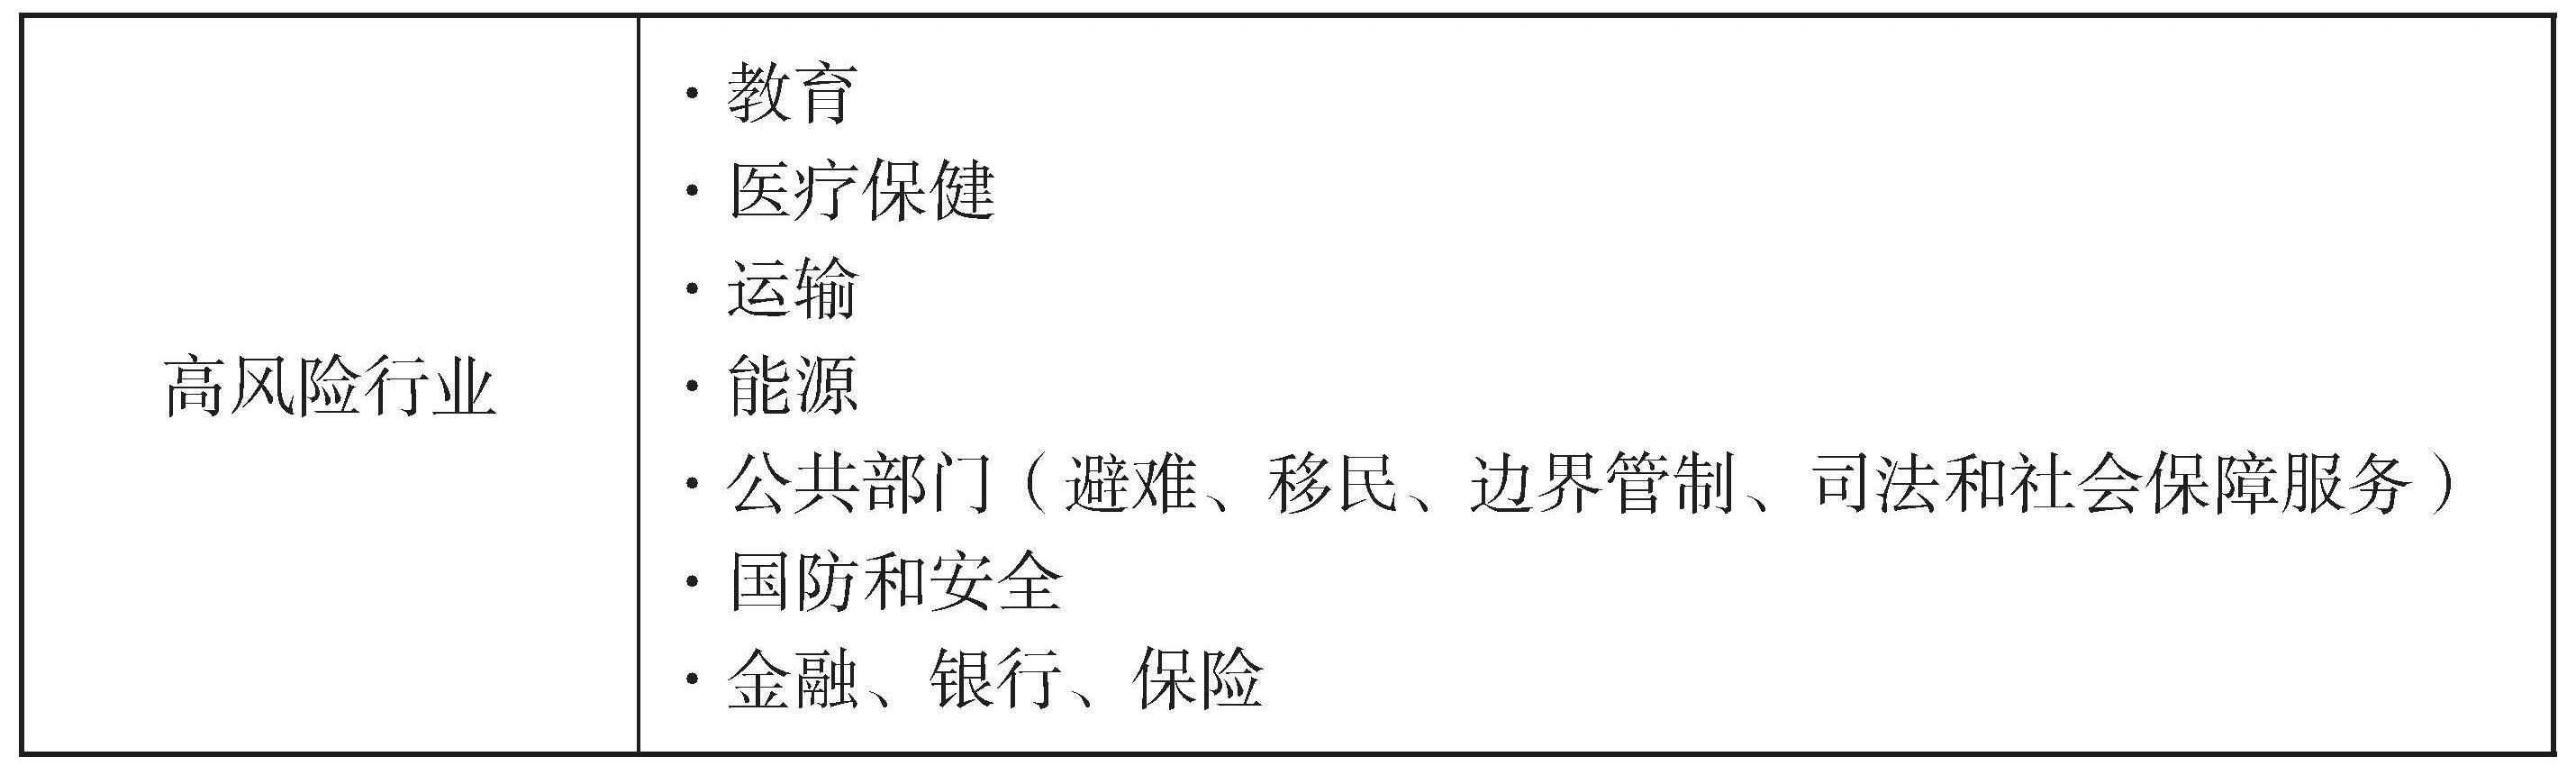 高风险行业
·教育
·医疗保健
·运输
·能源
·公共部门（避难、移民、边界管制、司法和社会保障服务）
·国防和安全
·金融、银行、保险